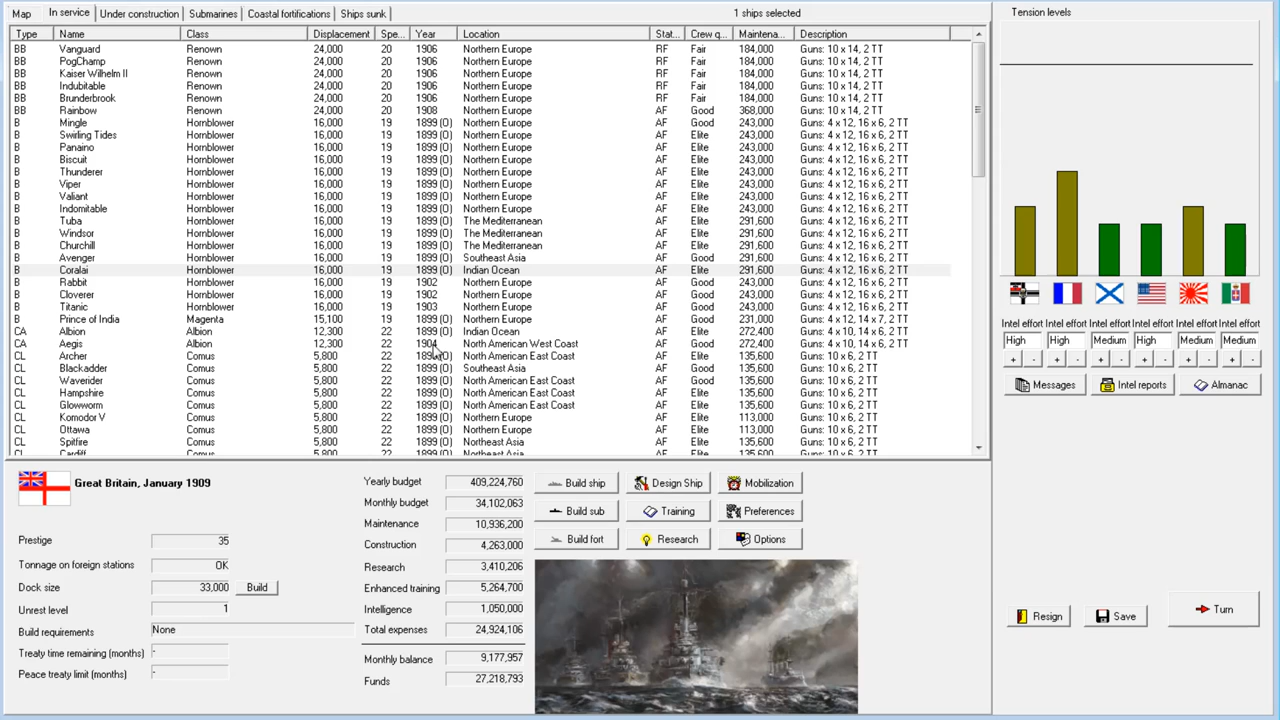 Map In service Under construction Submarines Coastal fortifications Ships sunk 1 ships selected Tension levels
Type Name Class Displacement Spe... Year Location Stat... Crew q... Maintena... Description
BB Vanguard Renown 24,000 20 1906 Northern Europe RF Fair 184,000 Guns: 10 x 14, 2 TT
BB PogChamp Renown 24,000 20 1906 Northern Europe RF Fair 184,000 Guns: 10 x 14, 2 TT
BB Kaiser Wilhelm II Renown 24,000 20 1906 Northern Europe RF Fair 184,000 Guns: 10 x 14, 2 TT
BB Indubitable Renown 24,000 20 1906 Northern Europe RF Fair 184,000 Guns: 10 x 14, 2 TT
BB Brunderbrook Renown 24,000 20 1906 Northern Europe RF Fair 184,000 Guns: 10 x 14, 2 TT
BB Rainbow Renown 24,000 20 1908 Northern Europe AF Good 368,000 Guns: 10 x 14, 2 TT
B Mingle Hornblower 16,000 19 1899 (O) Northern Europe AF Good 243,000 Guns: 4 x 12, 16 x 6, 2 TT
B Swirling Tides Hornblower 16,000 19 1899 (O) Northern Europe AF Elite 243,000 Guns: 4 x 12, 16 x 6, 2 TT
B Panaino Hornblower 16,000 19 1899 (O) Northern Europe AF Elite 243,000 Guns: 4 x 12, 16 x 6, 2 TT
B Biscuit Hornblower 16,000 19 1899 (O) Northern Europe AF Elite 243,000 Guns: 4 x 12, 16 x 6, 2 TT
B Thunderer Hornblower 16,000 19 1899 (O) Northern Europe AF Elite 243,000 Guns: 4 x 12, 16 x 6, 2 TT
B Viper Hornblower 16,000 19 1899 (O) Northern Europe AF Elite 243,000 Guns: 4 x 12, 16 x 6, 2 TT
B Valiant Hornblower 16,000 19 1899 (O) Northern Europe AF Elite 243,000 Guns: 4 x 12, 16 x 6, 2 TT
B Indomitable Hornblower 16,000 19 1899 (O) Northern Europe AF Elite 243,000 Guns: 4 x 12, 16 x 6, 2 TT
B Tuba Hornblower 16,000 19 1899 (O) The Mediterranean AF Elite 291,600 Guns: 4 x 12, 16 x 6, 2 TT
B Windsor Hornblower 16,000 19 1899 (O) The Mediterranean AF Elite 291,600 Guns: 4 x 12, 16 x 6, 2 TT
B Churchill Hornblower 16,000 19 1899 (O) The Mediterranean AF Elite 291,600 Guns: 4 x 12, 16 x 6, 2 TT
B Avenger Hornblower 16,000 19 1899 (O) Southeast Asia AF Good 291,600 Guns: 4 x 12, 16 x 6, 2 TT
B Coralai Hornblower 16,000 19 1899 (O) Indian Ocean AF Elite 291,600 Guns: 4 x 12, 16 x 6, 2 TT
B Rabbit Hornblower 16,000 19 1902 Northern Europe AF Good 243,000 Guns: 4 x 12, 16 x 6, 2 TT
B Cloverer Hornblower 16,000 19 1902 Northern Europe AF Good 243,000 Guns: 4 x 12, 16 x 6, 2 TT
B Titanic Hornblower 16,000 19 1903 Northern Europe AF Good 243,000 Guns: 4 x 12, 16 x 6, 2 TT
B Prince of India Magenta 15,100 19 1899 (O) Northern Europe AF Good 231,000 Guns: 4 x 12, 14 x 7, 2 TT
CA Albion Albion 12,300 22 1899 (O) Indian Ocean AF Elite 272,400 Guns: 4 x 10, 14 x 6, 2 TT
CA Aegis Albion 12,300 22 1904 North American West Coast AF Good 272,400 Guns: 4 x 10, 14 x 6, 2 TT
CL Archer Comus 5,800 22 1899 (O) North American East Coast AF Elite 135,600 Guns: 10 x 6, 2 TT
CL Blackadder Comus 5,800 22 1899 (O) Southeast Asia AF Good 135,600 Guns: 10 x 6, 2 TT
CL Waverider Comus 5,800 22 1899 (O) North American East Coast AF Good 135,600 Guns: 10 x 6, 2 TT
CL Hampshire Comus 5,800 22 1899 (O) North American East Coast AF Elite 135,600 Guns: 10 x 6, 2 TT
CL Glowworm Comus 5,800 22 1899 (O) North American East Coast AF Elite 135,600 Guns: 10 x 6, 2 TT
CL Komodor V Comus 5,800 22 1899 (O) Northern Europe AF Elite 113,000 Guns: 10 x 6, 2 TT
CL Ottawa Comus 5,800 22 1899 (O) Northern Europe AF Elite 113,000 Guns: 10 x 6, 2 TT
CL Spitfire Comus 5,800 22 1899 (O) Northeast Asia AF Elite 135,600 Guns: 10 x 6, 2 TT
CL Cardiff Comus 5,800 22 1899 (O) Northeast Asia AF Elite 135,600 Guns: 10 x 6, 2 TT
Intel effort Intel effort Intel effort Intel effort Intel effort Intel effort
High High Medium High Medium Medium
+ - + - + - + - + - + -
Messages Intel reports Almanac
Great Britain, January 1909
Prestige 35
Tonnage on foreign stations OK
Dock size 33,000 Build
Unrest level 1
Build requirements None
Treaty time remaining (months) -
Peace treaty limit (months) -
Yearly budget 409,224,760
Monthly budget 34,102,063
Maintenance 10,936,200
Construction 4,263,000
Research 3,410,206
Enhanced training 5,264,700
Intelligence 1,050,000
Total expenses 24,924,106
Monthly balance 9,177,957
Funds 27,218,793
Build ship Design Ship Mobilization
Build sub Training Preferences
Build fort Research Options
Resign Save Turn